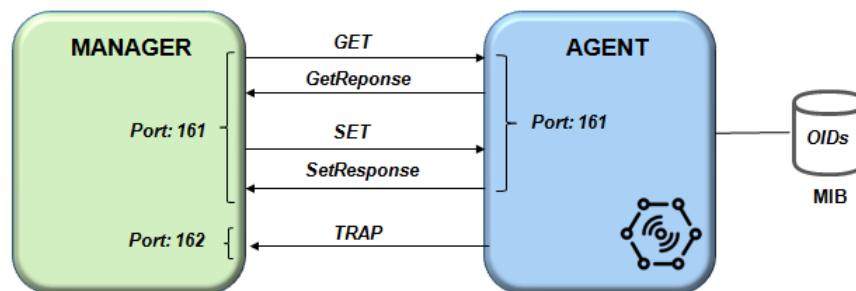 MANAGER
GET
AGENT
GetReponse
Port: 161
SET
Port: 161
OIDs
SetResponse
MIB
Port: 162
TRAP